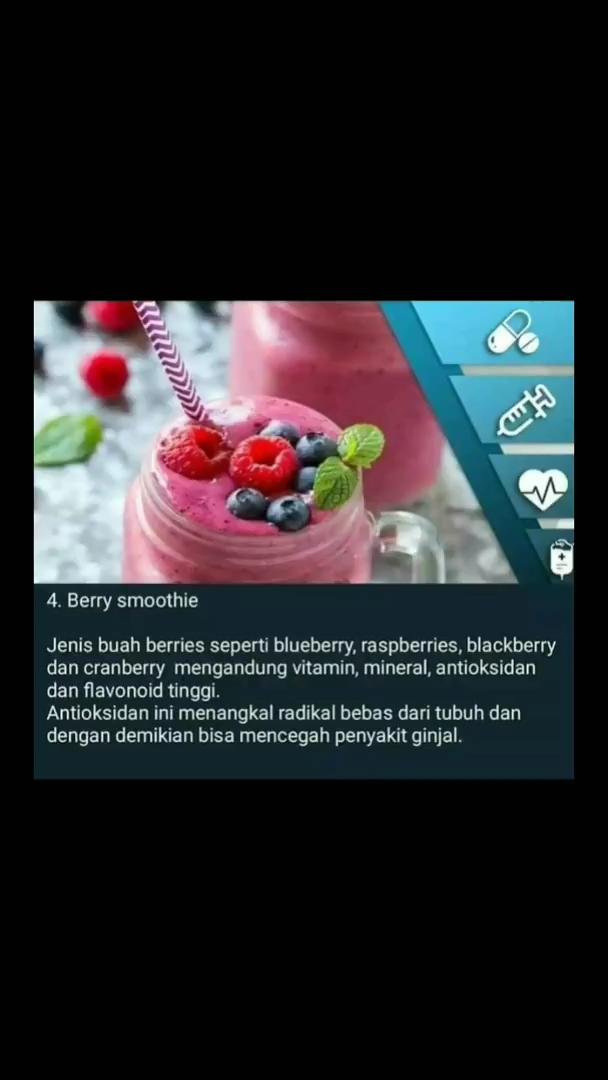 4. Berry smoothie
Jenis buah berries seperti blueberry, raspberries, blackberry
dan cranberry mengandung vitamin, mineral, antioksidan
dan flavonoid tinggi.
Antioksidan ini menangkal radikal bebas dari tubuh dan
dengan demikian bisa mencegah penyakit ginjal.